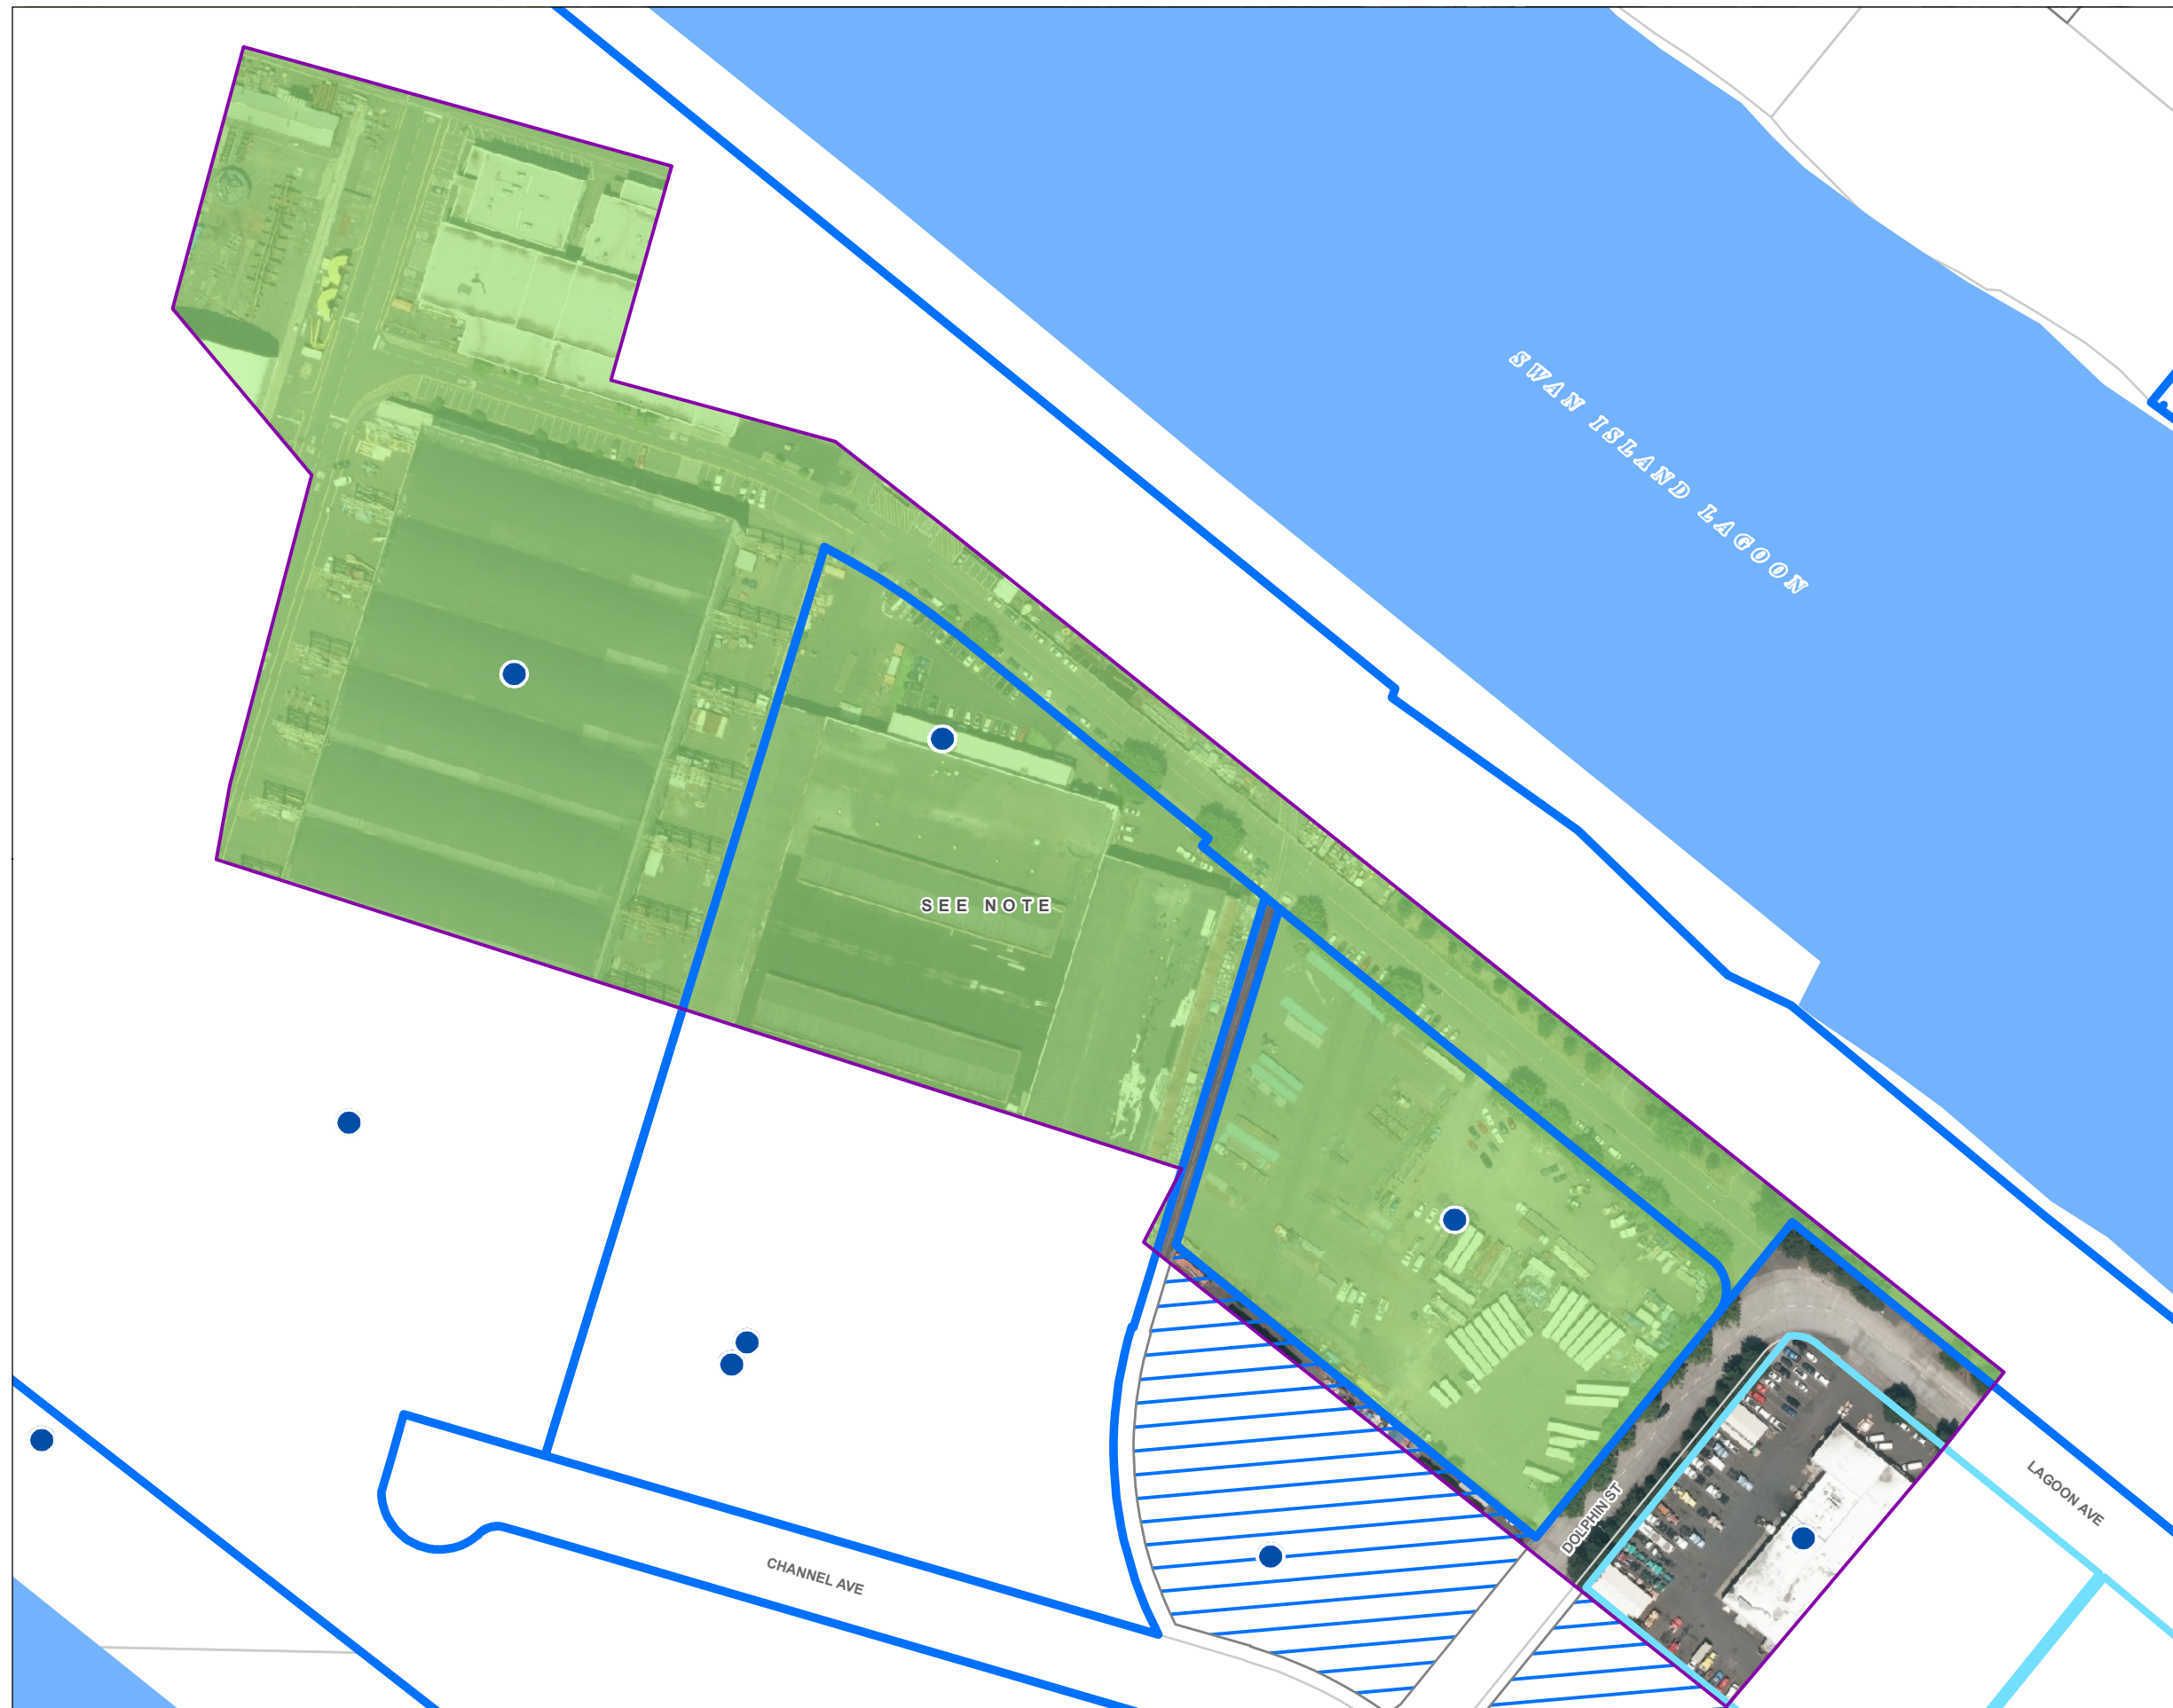 SWAN ISLAND LAGOON
SEE NOTE
LAGOON AVE
DOLPHIN ST
CHANNEL AVE